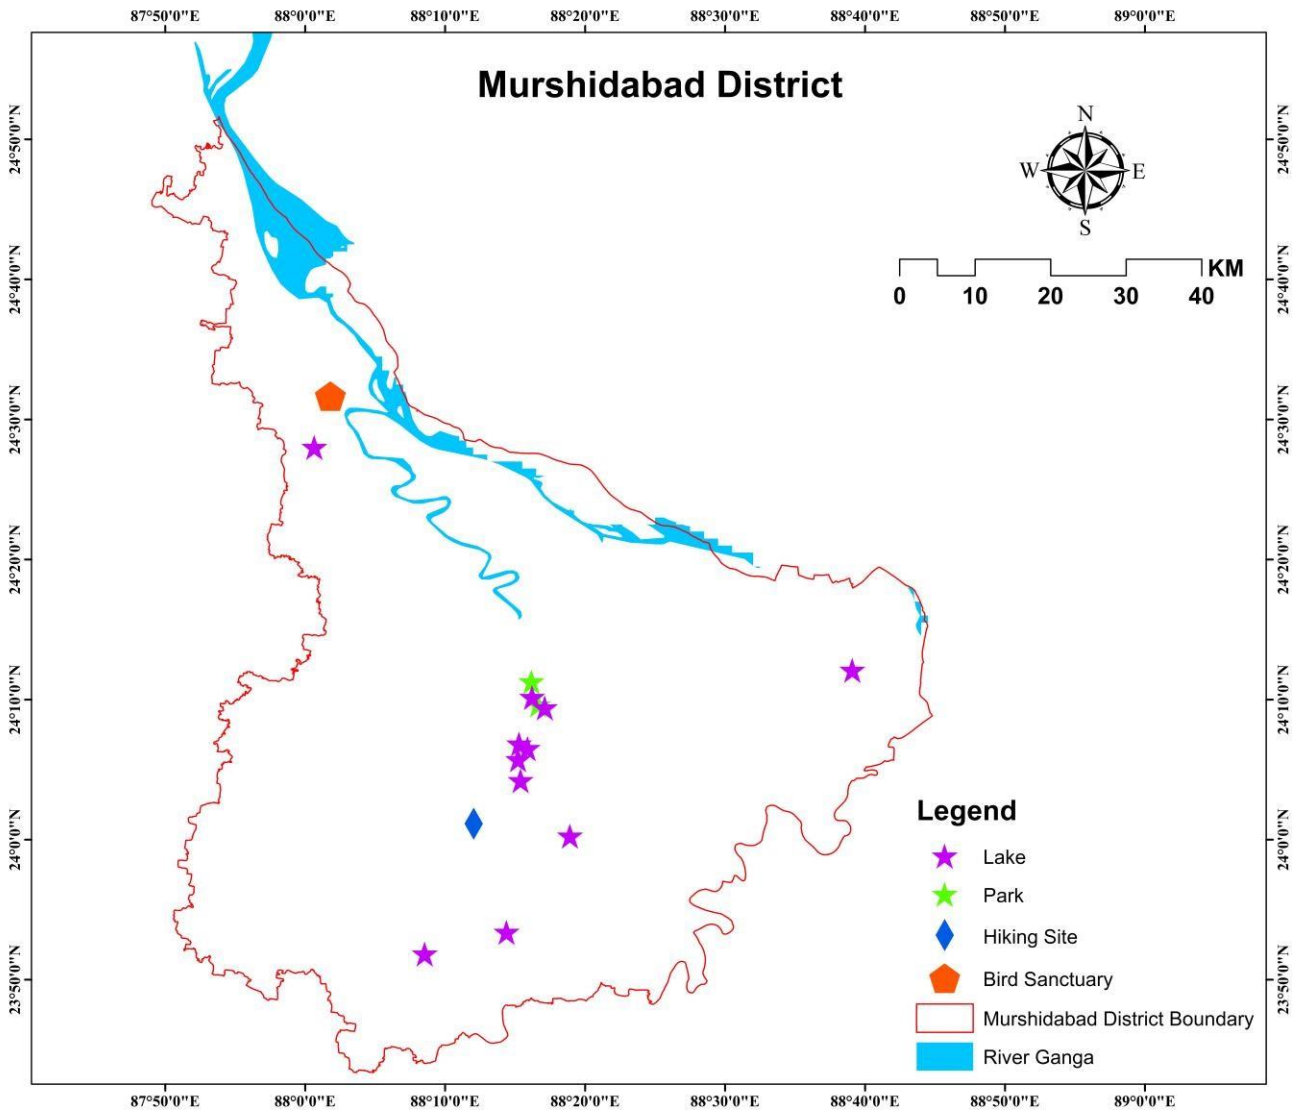 87°50'0"E 88°0'0"E 88°10'0"E 88°20'0"E 88°30'0"E 88°40'0"E 88°50'0"E 89°0'0"E
Murshidabad District
N
W E
S
KM
0 10 20 30 40
24°50'0"N 24°50'0"N
24°40'0"N 24°40'0"N
24°30'0"N 24°30'0"N
24°20'0"N 24°20'0"N
24°10'0"N 24°10'0"N
24°0'0"N 24°0'0"N
23°50'0"N 23°50'0"N
Legend
Lake
Park
Hiking Site
Bird Sanctuary
Murshidabad District Boundary
River Ganga
87°50'0"E 88°0'0"E 88°10'0"E 88°20'0"E 88°30'0"E 88°40'0"E 88°50'0"E 89°0'0"E